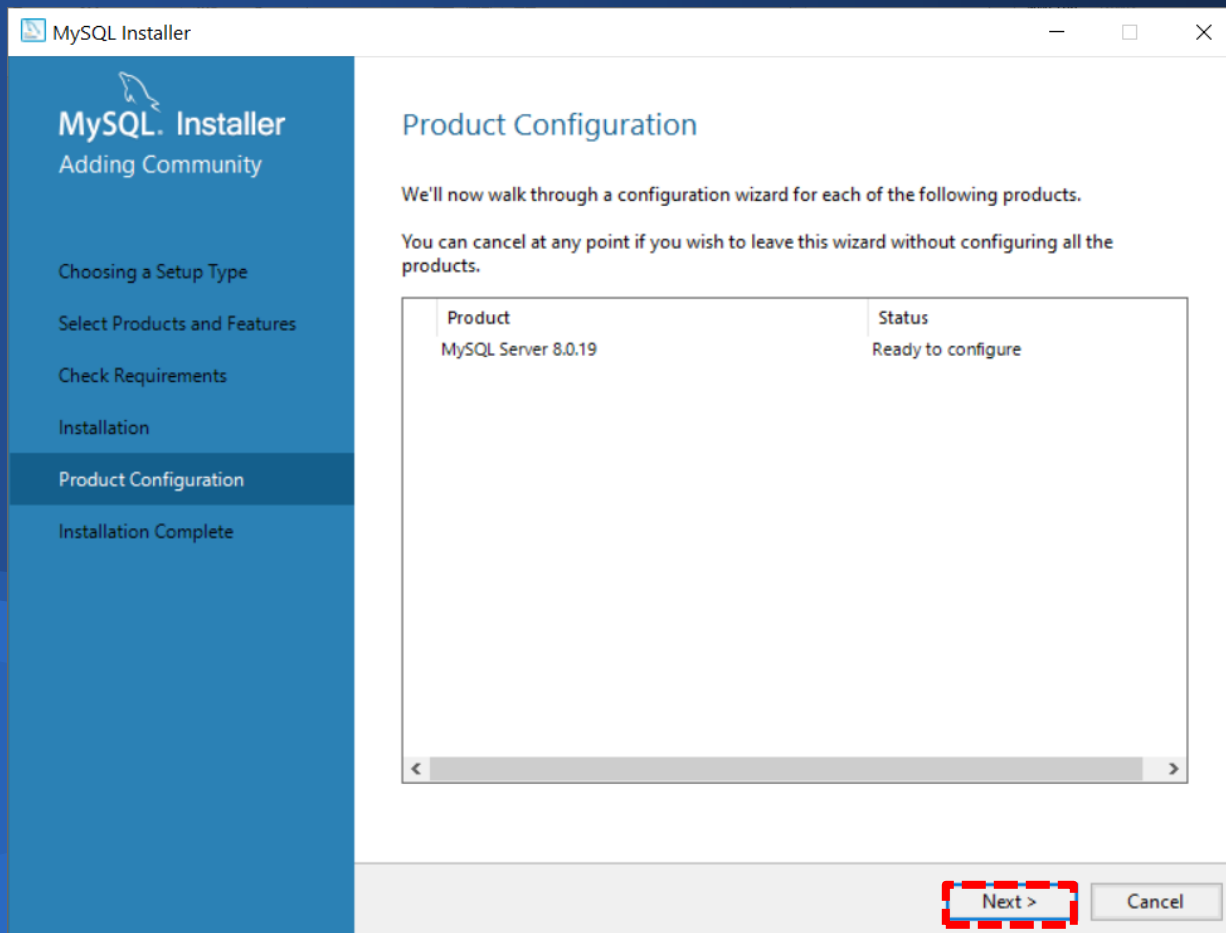 MySQL Installer
MySQL. Installer
Adding Community
Choosing a Setup Type
Select Products and Features
Check Requirements
Installation
Product Configuration
Installation Complete
Product Configuration
We'll now walk through a configuration wizard for each of the following products.
You can cancel at any point if you wish to leave this wizard without configuring all the
products.
Product Status
MySQL Server 8.0.19 Ready to configure
Next > Cancel